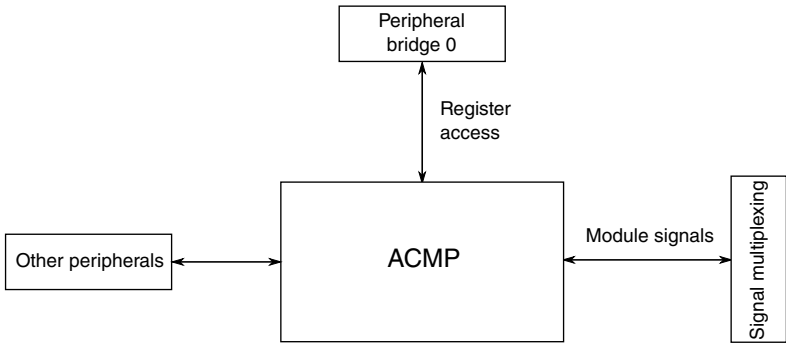 Peripheral
bridge 0
Register
access
Other peripherals
ACMP
Module signals
Signal multiplexing